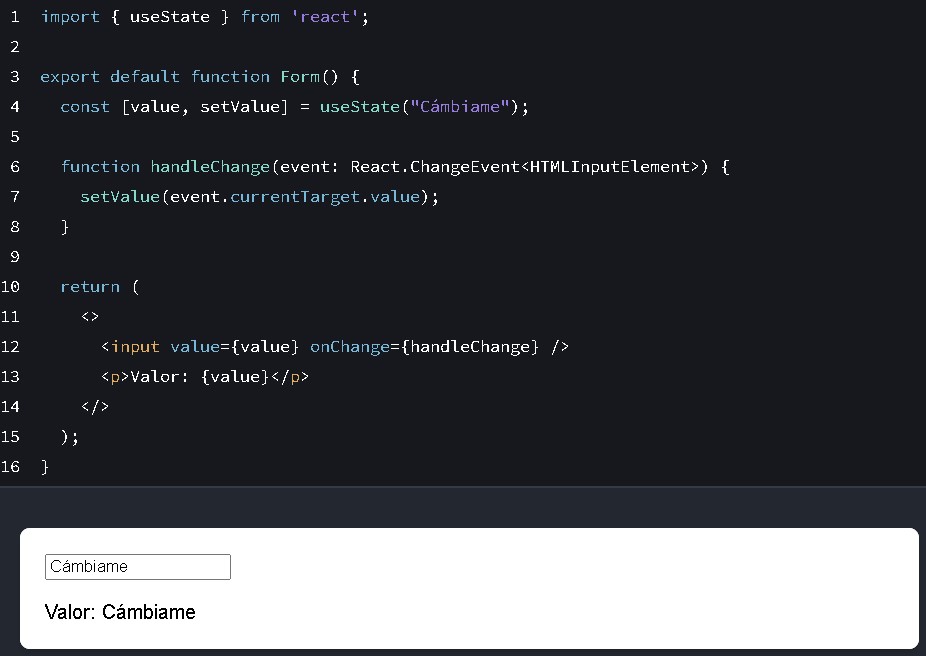 1 import { useState } from 'react';
2
3 export default function Form() {
4   const [value, setValue] = useState("Cámbiame");
5
6   function handleChange(event: React.ChangeEvent<HTMLInputElement>) {
7     setValue(event.currentTarget.value);
8   }
9
10   return (
11     <>
12       <input value={value} onChange={handleChange} />
13       <p>Valor: {value}</p>
14     </>
15   );
16 }
Cámbiame
Valor: Cámbiame